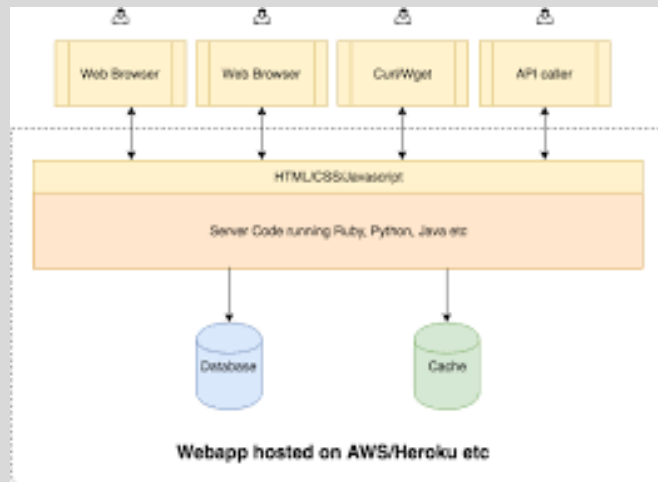 Web Browser
Web Browser
Curl/Wget
API caller
HTML/CSS/Javascript
Server Code running Ruby, Python, Java etc
Database
Cache
Webapp hosted on AWS/Heroku etc